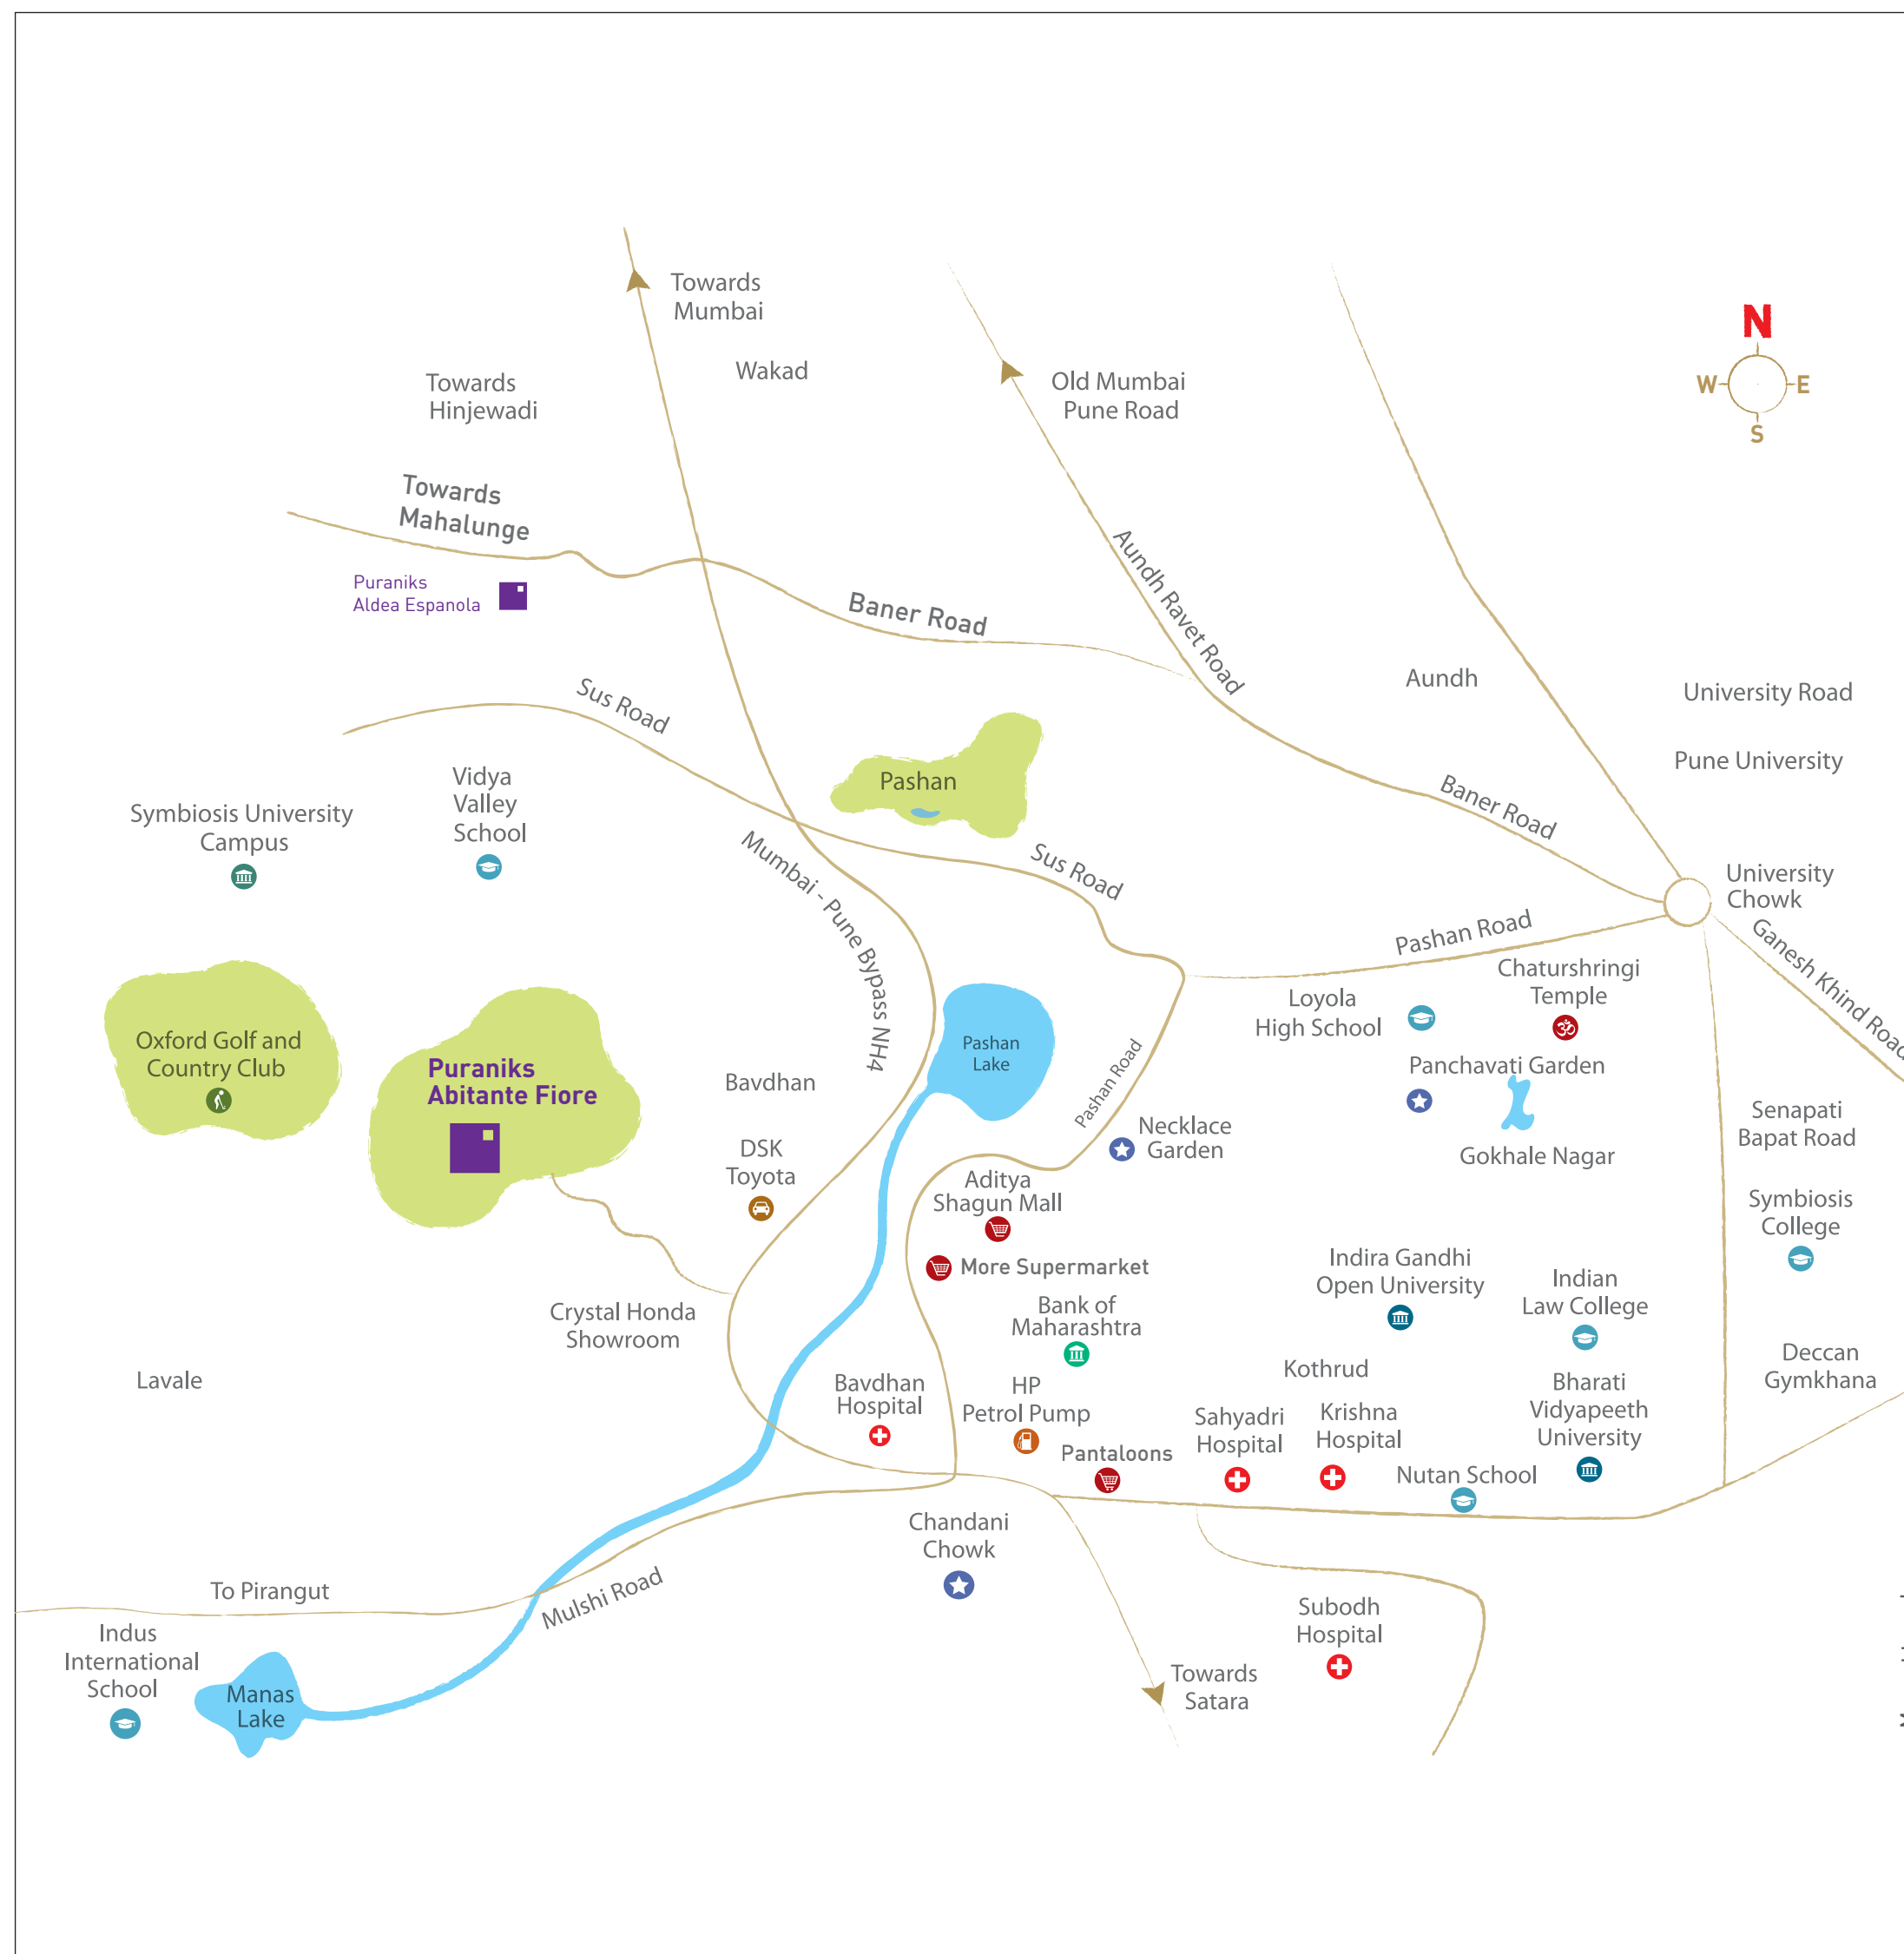 Towards
Mumbai
Wakad
Towards
Hinjewadi
Old Mumbai
Pune Road
N
W
E
S
Towards
Mahalunge
Puraniks
Aldea Espanola
Baner Road
Aundh Ravet Road
Aundh
University Road
Pune University
Sus Road
Pashan
Baner Road
Vidya
Valley
School
Symbiosis University
Campus
Mumbai - Pune Bypass NH4
Sus Road
University
Chowk
Pashan Road
Ganesh Khind Road
Chaturshringi
Temple
Loyola
High School
Oxford Golf and
Country Club
Puraniks
Abitante Fiore
Pashan
Lake
Pashan Road
Bavdhan
Panchavati Garden
Necklace
Garden
Gokhale Nagar
Senapati
Bapat Road
DSK
Toyota
Aditya
Shagun Mall
Symbiosis
College
More Supermarket
Indira Gandhi
Open University
Indian
Law College
Crystal Honda
Showroom
Bank of
Maharashtra
Lavale
Kothrud
Deccan
Gymkhana
Bavdhan
Hospital
HP
Petrol Pump
Bharati
Vidyapeeth
University
Sahyadri
Hospital
Krishna
Hospital
Pantaloons
Nutan School
Chandani
Chowk
To Pirangut
Mulshi Road
Subodh
Hospital
Indus
International
School
Manas
Lake
Towards
Satara